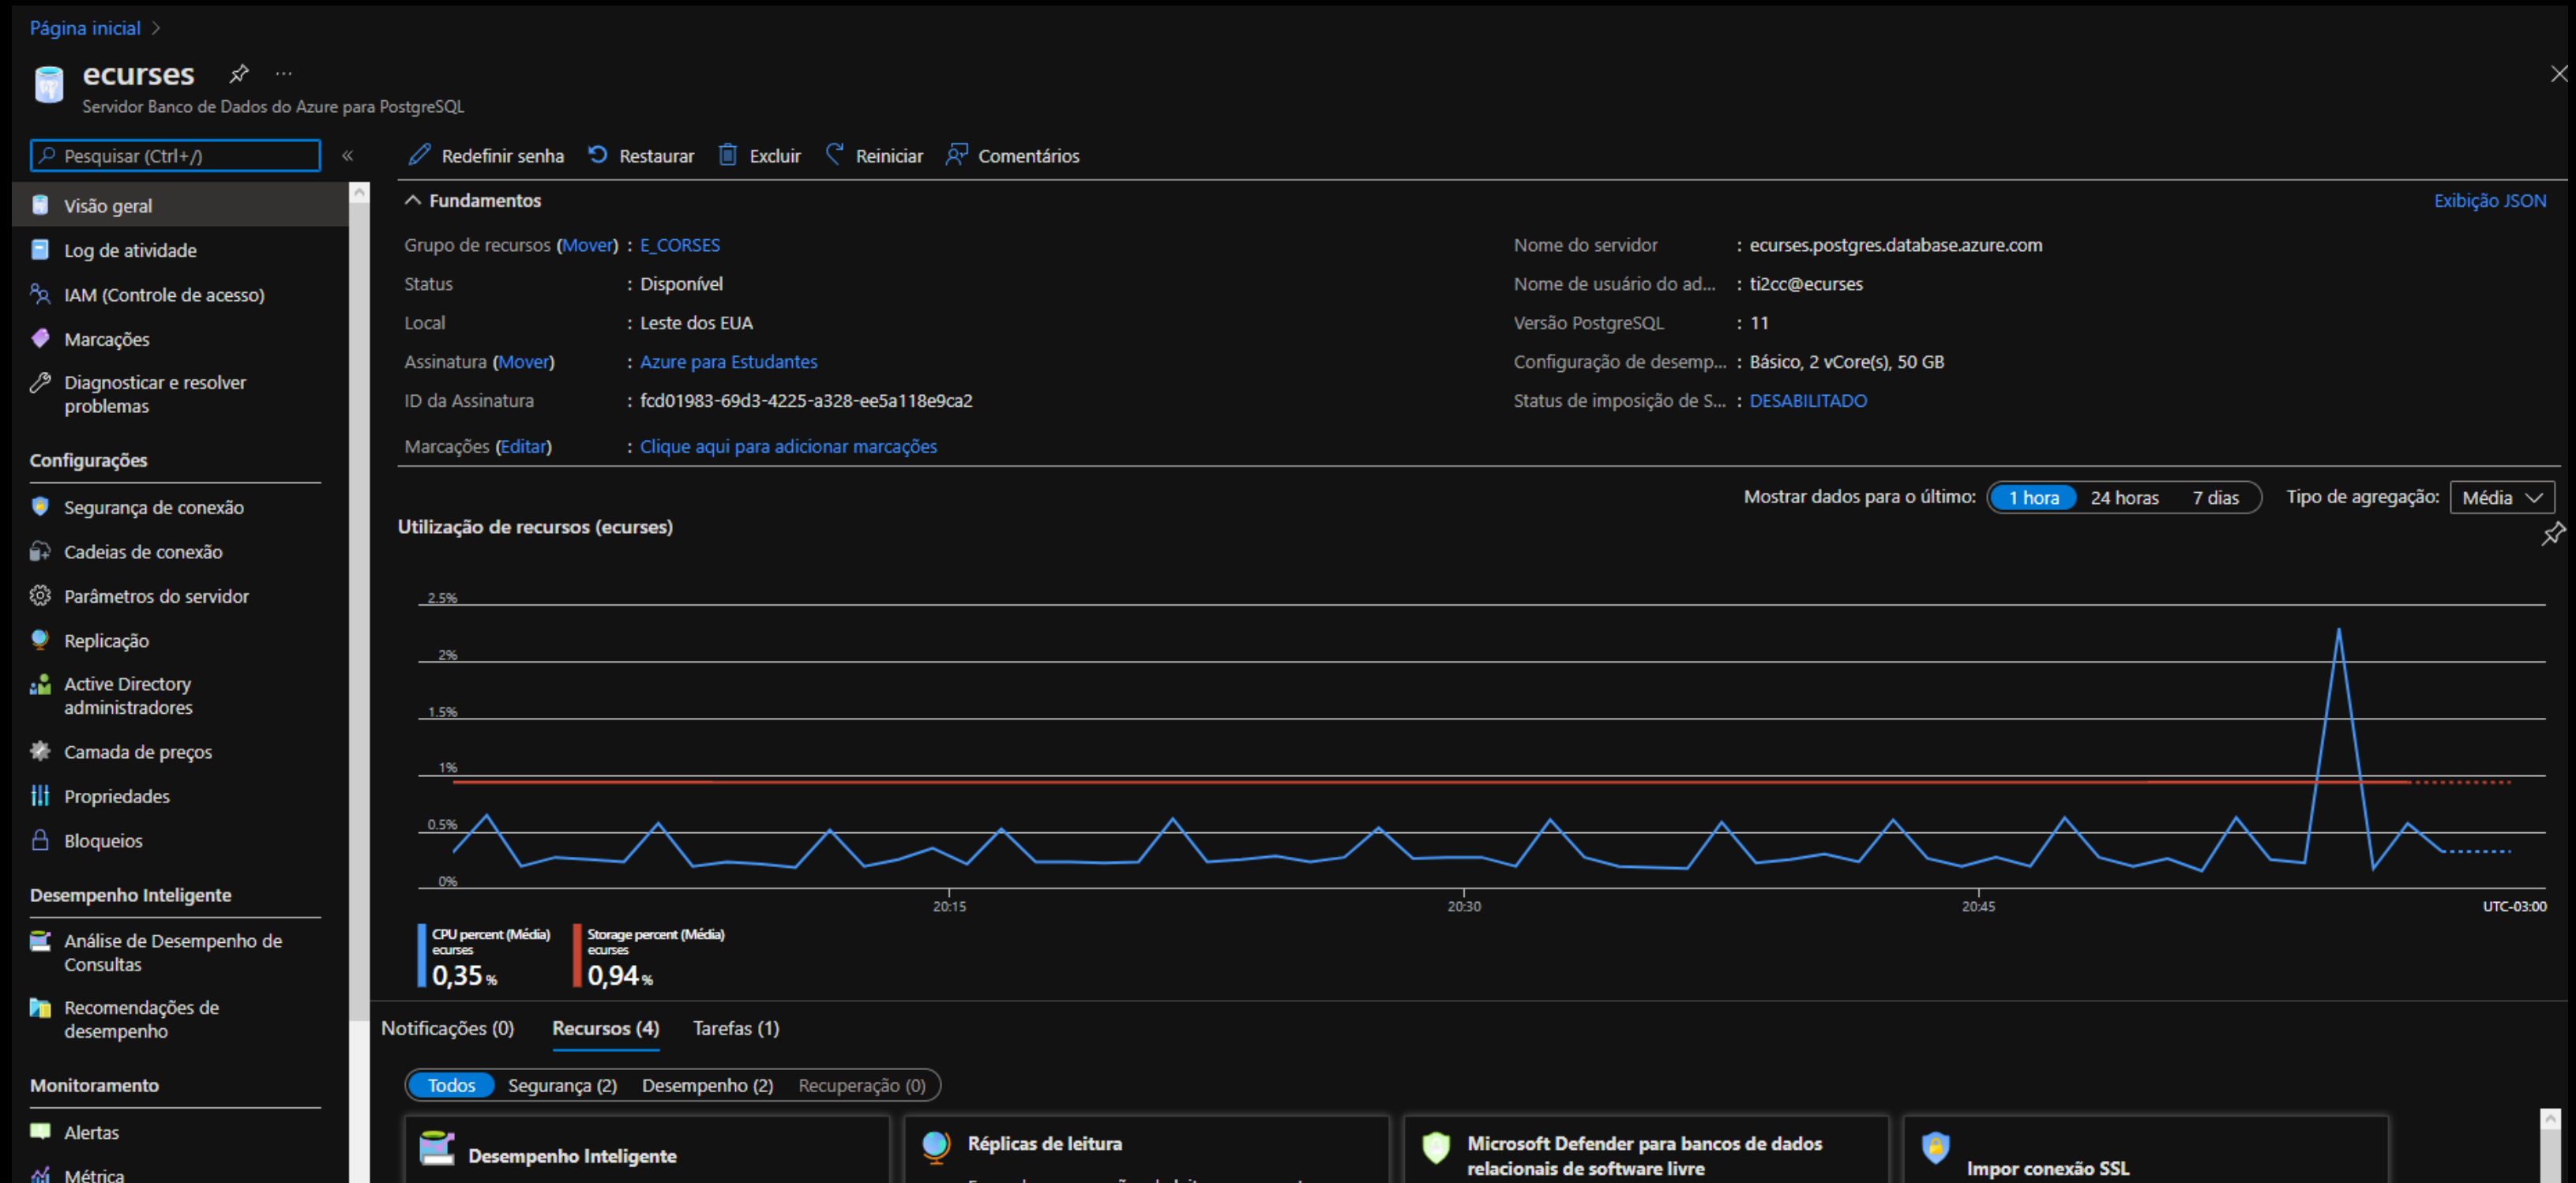 Página inicial >
ecurses ...
Servidor Banco de Dados do Azure para PostgreSQL
Pesquisar (Ctrl+/)
«
Redefinir senha Restaurar Excluir Reiniciar Comentários
Visão geral
Log de atividade
IAM (Controle de acesso)
Marcações
Diagnosticar e resolver
problemas
Configurações
Segurança de conexão
Cadeias de conexão
Parâmetros do servidor
Replicação
Active Directory
administradores
Camada de preços
Propriedades
Bloqueios
Desempenho Inteligente
Análise de Desempenho de
Consultas
Recomendações de
desempenho
Monitoramento
Alertas
Métrica
Fundamentos
Exibição JSON
Grupo de recursos (Mover) : E_CORSES
Status : Disponível
Local : Leste dos EUA
Assinatura (Mover) : Azure para Estudantes
ID da Assinatura : fcd01983-69d3-4225-a328-ee5a118e9ca2
Marcações (Editar) : Clique aqui para adicionar marcações
Nome do servidor : ecurses.postgres.database.azure.com
Nome de usuário do ad... : ti2cc@ecurses
Versão PostgreSQL : 11
Configuração de desemp... : Básico, 2 vCore(s), 50 GB
Status de imposição de S... : DESABILITADO
Mostrar dados para o último: 1 hora 24 horas 7 dias Tipo de agregação: Média
Utilização de recursos (ecurses)
2.5%
2%
1.5%
1%
0.5%
0%
20:15 20:30 20:45 UTC-03:00
CPU percent (Média)
ecurses
0,35 %
Storage percent (Média)
ecurses
0,94 %
Notificações (0) Recursos (4) Tarefas (1)
Todos Segurança (2) Desempenho (2) Recuperação (0)
Desempenho Inteligente
Réplicas de leitura
Microsoft Defender para bancos de dados
relacionais de software livre
Impor conexão SSL